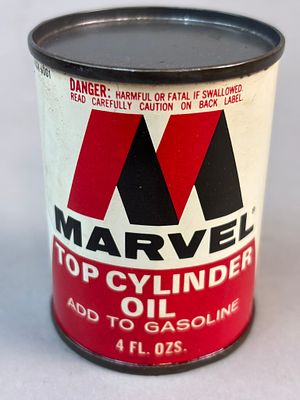 DANGER: HARMFUL OR FATAL IF SWALLOWED.
READ CAREFULLY CAUTION ON BACK LABEL.
MARVEL®
TOP CYLINDER
OIL
ADD TO GASOLINE
4 FL. OZS.